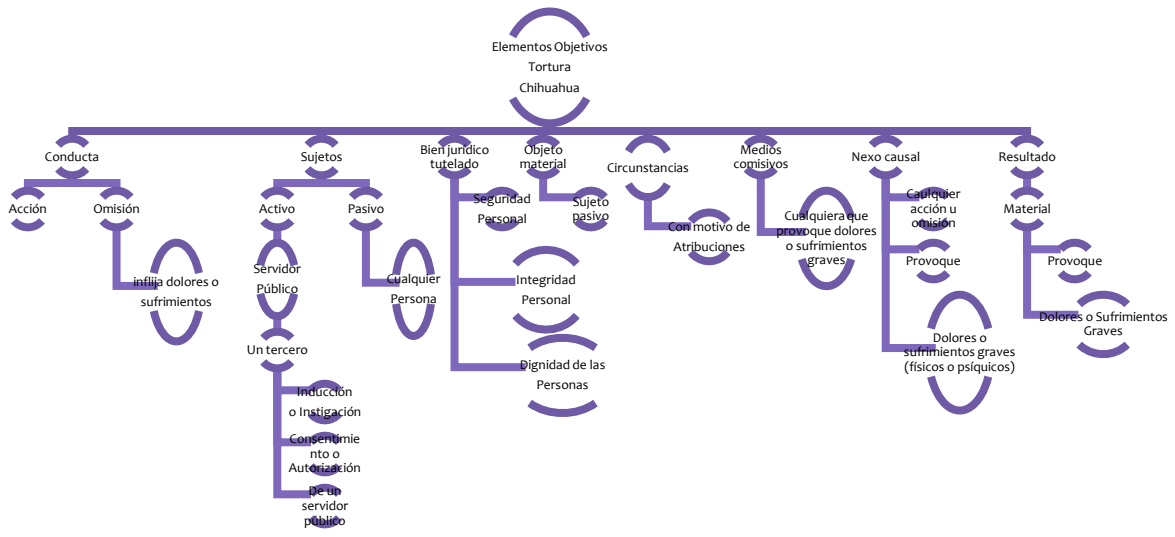 Elementos Objetivos
Tortura
Chihuahua
Conducta
Acción
Omisión
inflija dolores o
sufrimientos
Sujetos
Activo
Servidor
Público
Un tercero
Inducción
o Instigación
Consentimie
nto o
Autorización
De un
servidor
público
Pasivo
Cualquier
Persona
Bien jurídico
tutelado
Seguridad
Personal
Integridad
Personal
Dignidad de las
Personas
Objeto
material
Sujeto
pasivo
Circunstancias
Con motivo de
Atribuciones
Medios
comisivos
Cualquiera que
provoque dolores
o sufrimientos
graves
Nexo causal
Caulquier
acción u
omisión
Provoque
Dolores o
sufrimientos graves
(físicos o psíquicos)
Resultado
Material
Provoque
Dolores o Sufrimientos
Graves